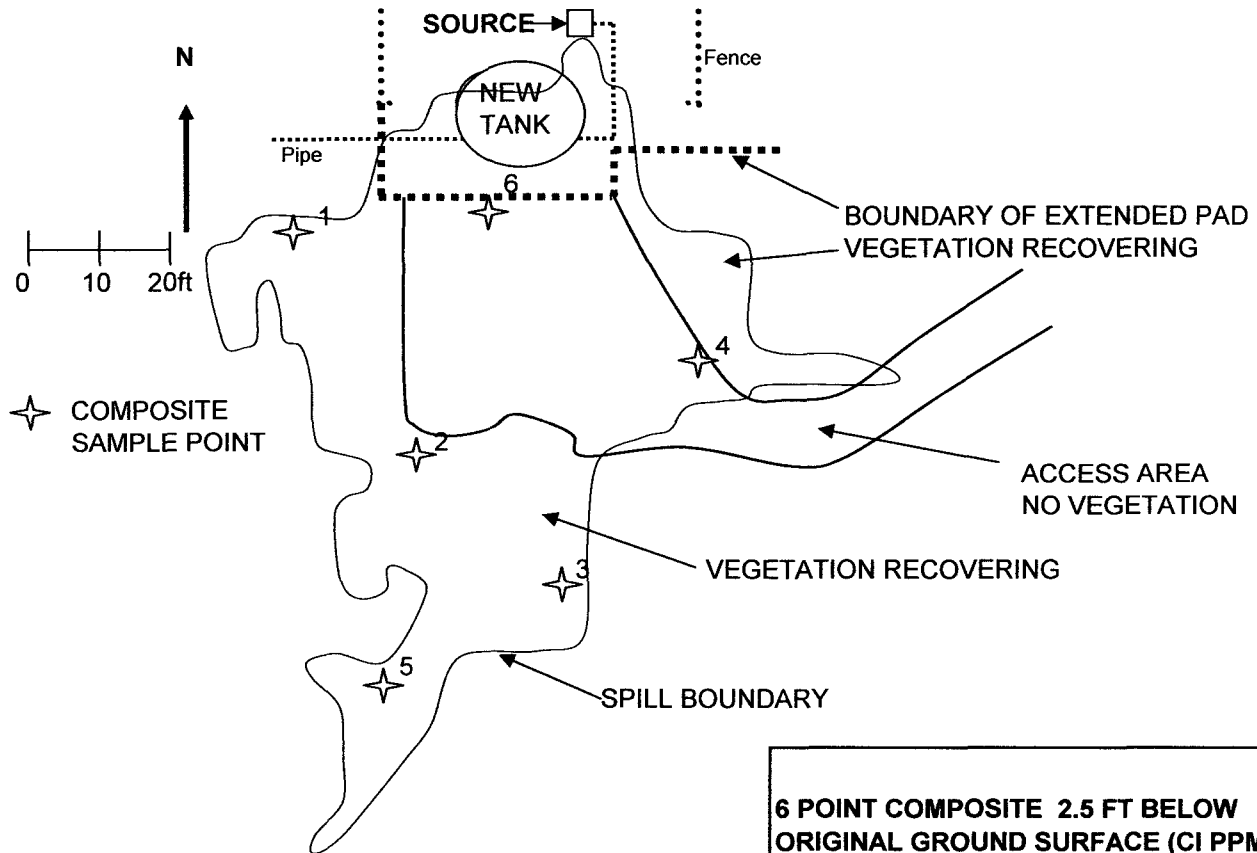 SOURCE
N
Fence
NEW
TANK
Pipe
6
1
BOUNDARY OF EXTENDED PAD
VEGETATION RECOVERING
0 10 20ft
4
COMPOSITE
SAMPLE POINT
2
ACCESS AREA
NO VEGETATION
3
VEGETATION RECOVERING
5
SPILL BOUNDARY
6 POINT COMPOSITE 2.5 FT BELOW
ORIGINAL GROUND SURFACE (Cl PPM